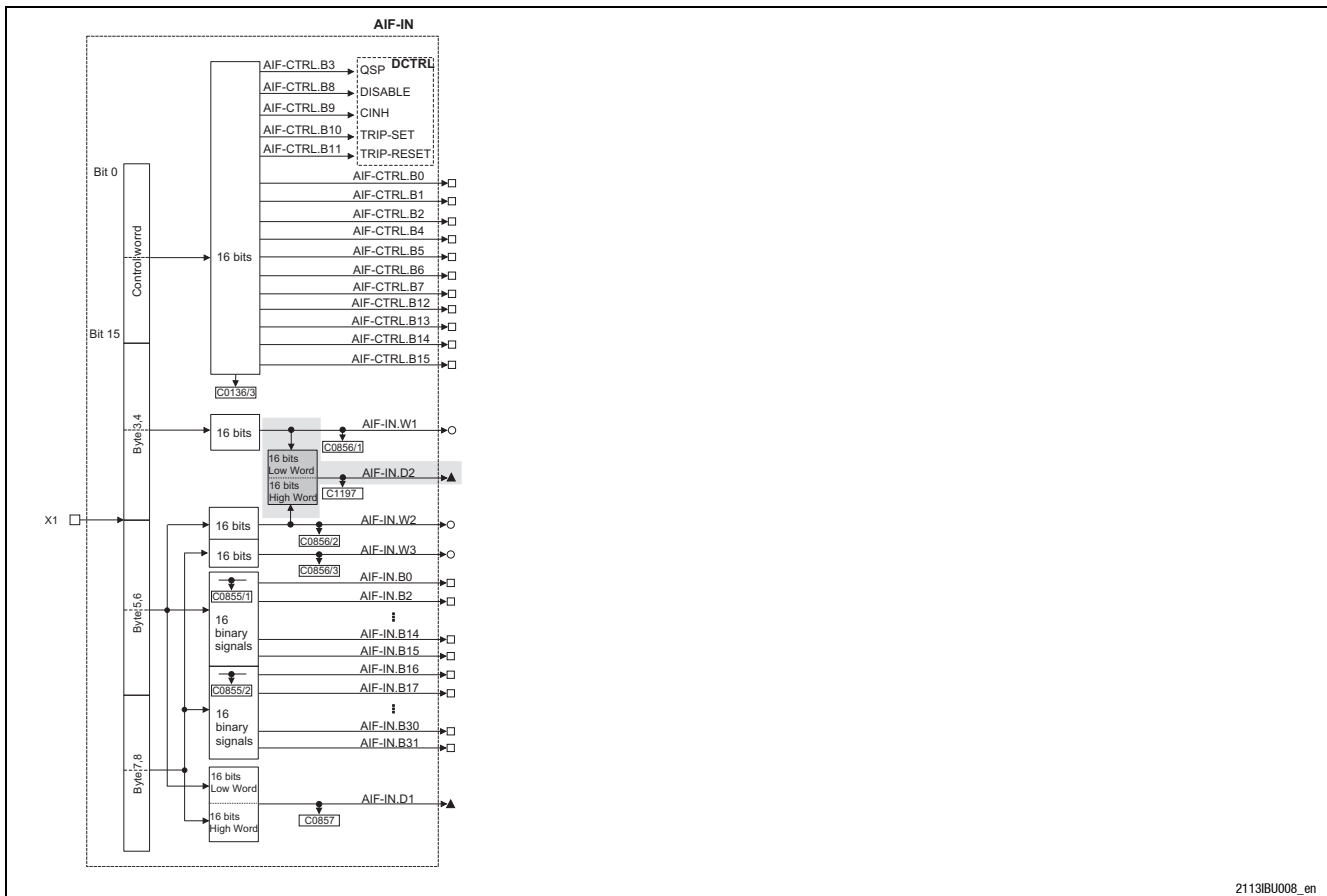 AIF-IN
AIF-CTRL.B3
QSP
DCTRL
AIF-CTRL.B8
DISABLE
AIF-CTRL.B9
CINH
AIF-CTRL.B10
TRIP-SET
AIF-CTRL.B11
TRIP-RESET
Bit 0
Control worrd
Bit 15
16 bits
AIF-CTRL.B0
AIF-CTRL.B1
AIF-CTRL.B2
AIF-CTRL.B4
AIF-CTRL.B5
AIF-CTRL.B6
AIF-CTRL.B7
AIF-CTRL.B12
AIF-CTRL.B13
AIF-CTRL.B14
AIF-CTRL.B15
C0136/3
Byte 3,4
16 bits
AIF-IN.W1
C0856/1
16 bits
Low Word
16 bits
High Word
AIF-IN.D2
C1197
X1
16 bits
AIF-IN.W2
C0856/2
16 bits
AIF-IN.W3
C0856/3
Byte 5,6
C0855/1
16
binary
signals
AIF-IN.B0
AIF-IN.B2
AIF-IN.B14
AIF-IN.B15
C0855/2
16
binary
signals
AIF-IN.B16
AIF-IN.B17
AIF-IN.B30
AIF-IN.B31
Byte 7,8
16 bits
Low Word
16 bits
High Word
AIF-IN.D1
C0857
2113IBU008_en